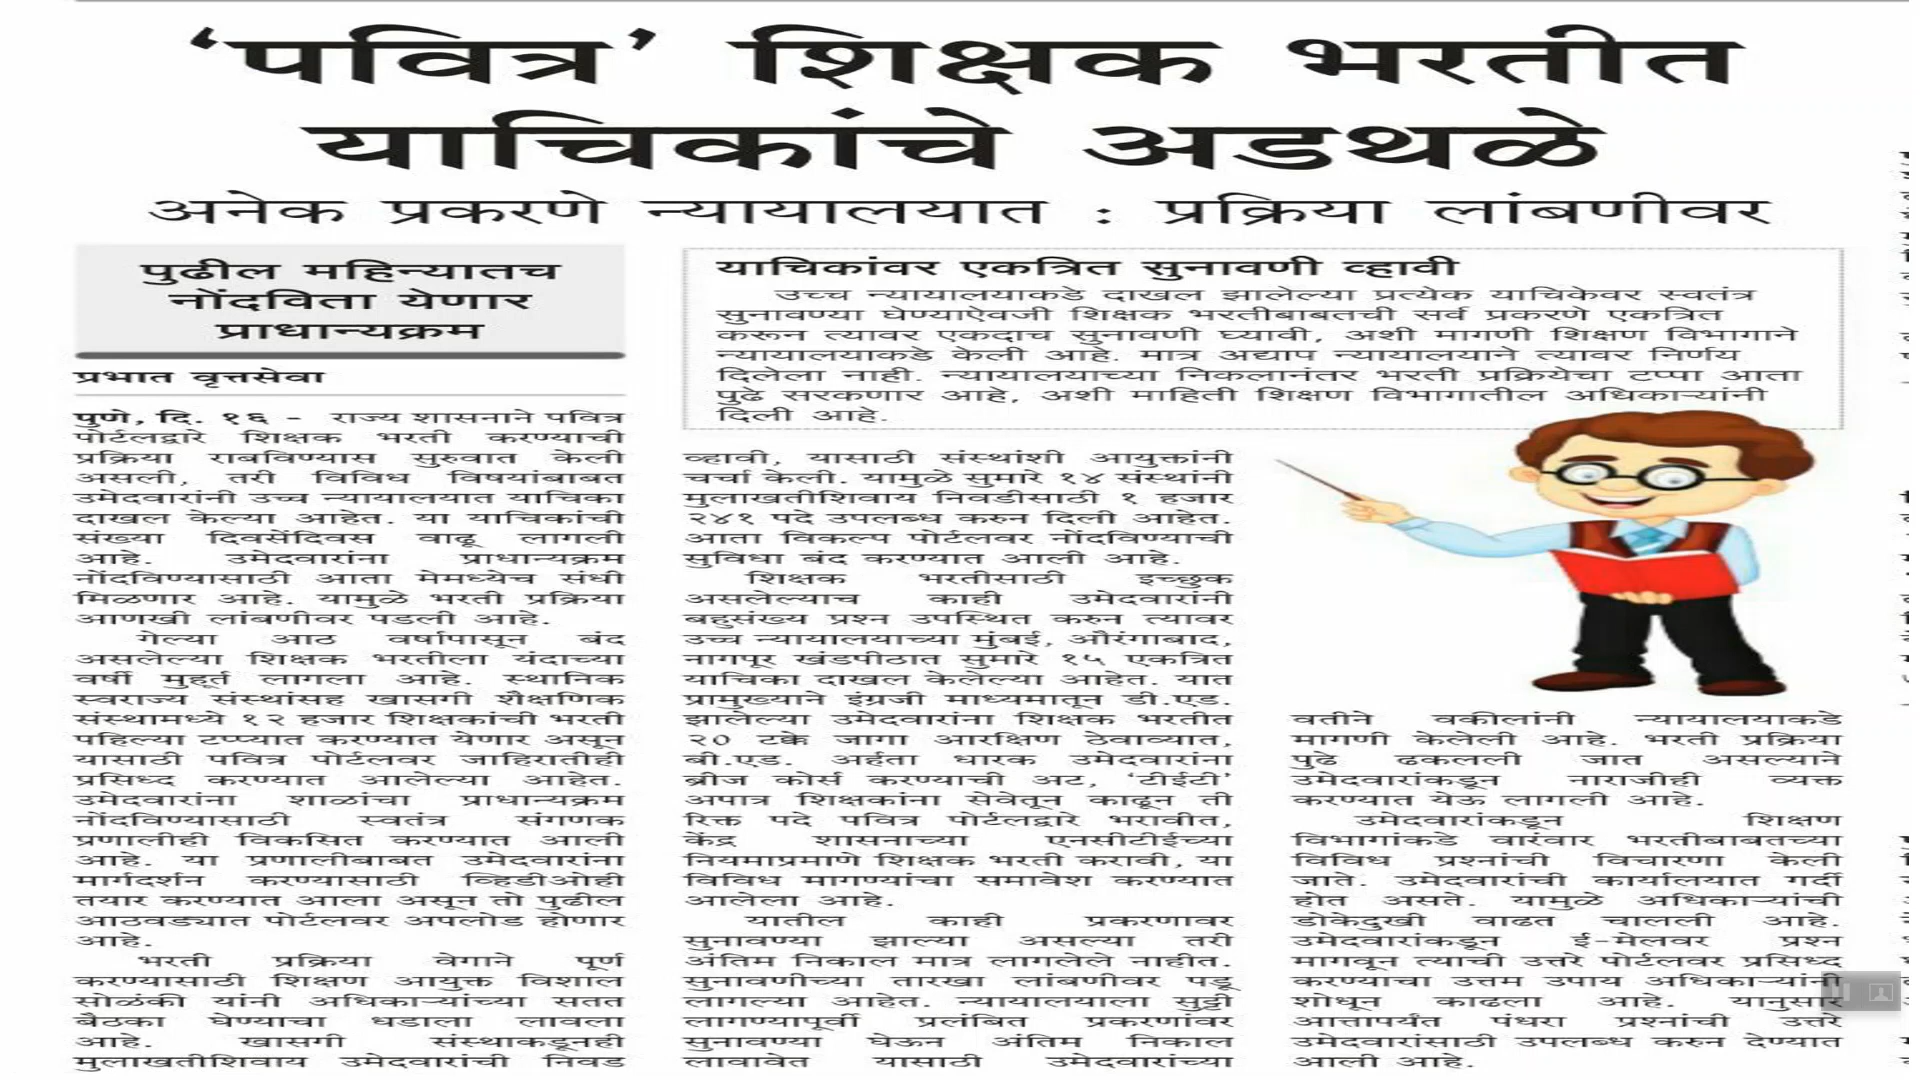 ‘पवित्र’ शिक्षक भरतीत
याचिकांचे अडथळे
अनेक प्रकरणे न्यायालयात : प्रक्रिया लांबणीवर
पुढील महिन्यातच
नोंदविता येणार
प्राधान्यक्रम
प्रभात वृत्तसेवा
पुणे, दि. १६ - राज्य शासनाने पवित्र
पोर्टलद्वारे शिक्षक भरती करण्याची
प्रक्रिया राबविण्यास सुरुवात केली
असली, तरी विविध विषयांबाबत
उमेदवारांनी उच्च न्यायालयात याचिका
दाखल केल्या आहेत. या याचिकांची
संख्या दिवसेंदिवस वाढू लागली
आहे. उमेदवारांना प्राधान्यक्रम
नोंदविण्यासाठी आता मेमध्येच संधी
मिळणार आहे. यामुळे भरती प्रक्रिया
आणखी लांबणीवर पडली आहे.
गेल्या आठ वर्षापासून बंद
असलेल्या शिक्षक भरतीला यंदाच्या
वर्षी मुहूर्त लागला आहे. स्थानिक
स्वराज्य संस्थांसह खासगी शैक्षणिक
संस्थामध्ये १२ हजार शिक्षकांची भरती
पहिल्या टप्प्यात करण्यात येणार असून
यासाठी पवित्र पोर्टलवर जाहिरातीही
प्रसिध्द करण्यात आलेल्या आहेत.
उमेदवारांना शाळांचा प्राधान्यक्रम
नोंदविण्यासाठी स्वतंत्र संगणक
प्रणालीही विकसित करण्यात आली
आहे. या प्रणालीबाबत उमेदवारांना
मार्गदर्शन करण्यासाठी व्हिडीओही
तयार करण्यात आला असून तो पुढील
आठवड्यात पोर्टलवर अपलोड होणार
आहे.
भरती प्रक्रिया वेगाने पूर्ण
करण्यासाठी शिक्षण आयुक्त विशाल
सोळंकी यांनी अधिकाऱ्यांच्या सतत
बैठका घेण्याचा धडाला लावला
आहे. खासगी संस्थाकडूनही
मुलाखतीशिवाय उमेदवारांची निवड
याचिकांवर एकत्रित सुनावणी व्हावी
उच्च न्यायालयाकडे दाखल झालेल्या प्रत्येक याचिकेवर स्वतंत्र
सुनावण्या घेण्याऐवजी शिक्षक भरतीबाबतची सर्व प्रकरणे एकत्रित
करून त्यावर एकदाच सुनावणी घ्यावी, अशी मागणी शिक्षण विभागाने
न्यायालयाकडे केली आहे. मात्र अद्याप न्यायालयाने त्यावर निर्णय
दिलेला नाही. न्यायालयाच्या निकलानंतर भरती प्रक्रियेचा टप्पा आता
पुढे सरकणार आहे, अशी माहिती शिक्षण विभागातील अधिकाऱ्यांनी
दिली आहे.
व्हावी, यासाठी संस्थांशी आयुक्तांनी
चर्चा केली. यामुळे सुमारे १४ संस्थांनी
मुलाखतीशिवाय निवडीसाठी १ हजार
२४१ पदे उपलब्ध करुन दिली आहेत.
आता विकल्प पोर्टलवर नोंदविण्याची
सुविधा बंद करण्यात आली आहे.
शिक्षक भरतीसाठी इच्छुक
असलेल्याच काही उमेदवारांनी
बहुसंख्य प्रश्न उपस्थित करुन त्यावर
उच्च न्यायालयाच्या मुंबई, औरंगाबाद,
नागपूर खंडपीठात सुमारे १५ एकत्रित
याचिका दाखल केलेल्या आहेत. यात
प्रामुख्याने इंग्रजी माध्यमातून डी.एड.
झालेल्या उमेदवारांना शिक्षक भरतीत
२० टक्के जागा आरक्षिण ठेवाव्यात,
बी.एड. अर्हता धारक उमेदवारांना
ब्रीज कोर्स करण्याची अट, ‘टीईटी’
अपात्र शिक्षकांना सेवेतून काढून ती
रिक्त पदे पवित्र पोर्टलद्वारे भरावीत,
केंद्र शासनाच्या एनसीटीईच्या
नियमाप्रमाणे शिक्षक भरती करावी, या
विविध मागण्यांचा समावेश करण्यात
आलेला आहे.
यातील काही प्रकरणावर
सुनावण्या झाल्या असल्या तरी
अंतिम निकाल मात्र लागलेले नाहीत.
सुनावणीच्या तारखा लांबणीवर पडू
लागल्या आहेत. न्यायालयाला सुट्टी
लागण्यापूर्वी प्रलंबित प्रकरणांवर
सुनावण्या घेऊन अंतिम निकाल
लावावेत यासाठी उमेदवारांच्या
वतीने वकीलांनी न्यायालयाकडे
मागणी केलेली आहे. भरती प्रक्रिया
पुढे ढकलली जात असल्याने
उमेदवारांकडून नाराजीही व्यक्त
करण्यात येऊ लागली आहे.
उमेदवारांकडून शिक्षण
विभागांकडे वारंवार भरतीबाबतच्या
विविध प्रश्नांची विचारणा केली
जाते. उमेदवारांची कार्यालयात गर्दी
होत असते. यामुळे अधिकाऱ्यांची
डोकेदुखी वाढत चालली आहे.
उमेदवारांकडून ई-मेलवर प्रश्न
मागवून त्याची उत्तरे पोर्टलवर प्रसिध्द
करण्याचा उत्तम उपाय अधिकाऱ्यांनी
शोधून काढला आहे. यानुसार
आत्तापर्यंत पंधरा प्रश्नांची उत्तरे
उमेदवारांसाठी उपलब्ध करुन देण्यात
आली आहे.